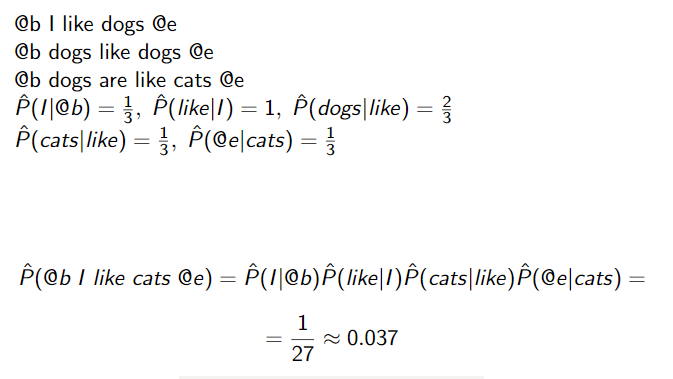 @b I like dogs @e
@b dogs like dogs @e
@b dogs are like cats @e
P̂(I|@b) = 1/3, P̂(like|I) = 1, P̂(dogs|like) = 2/3
P̂(cats|like) = 1/3, P̂(@e|cats) = 1/3
P̂(@b I like cats @e) = P̂(I|@b)P̂(like|I)P̂(cats|like)P̂(@e|cats) =
= 1/27 ≈ 0.037